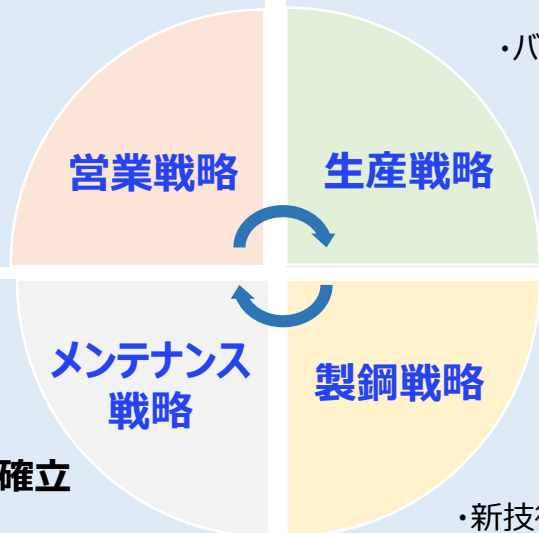 ・バ
営業戦略
生産戦略
メンテナンス
戦略
製鋼戦略
確立
・新技